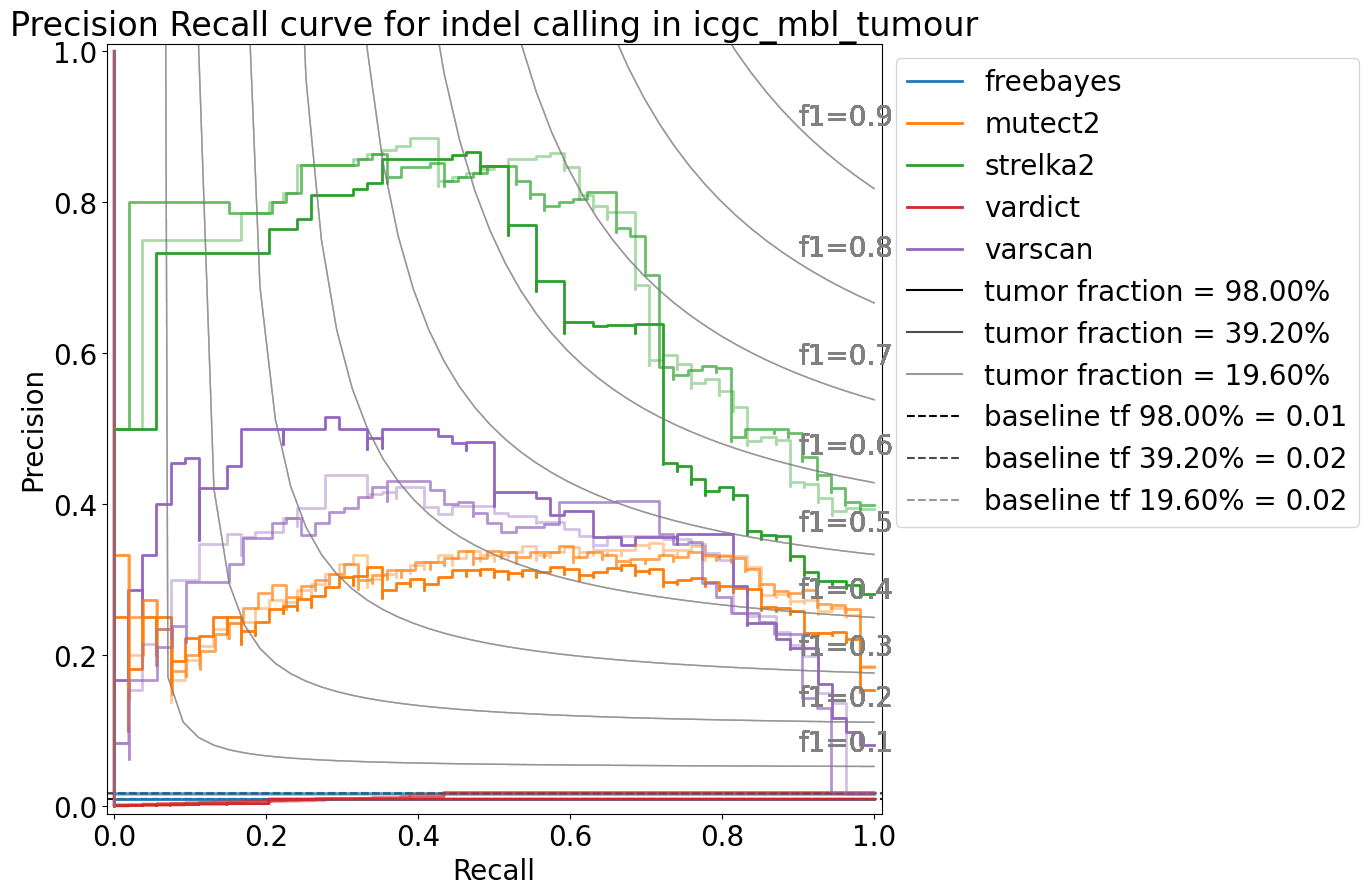 Precision Recall curve for indel calling in icgc_mbl_tumour
1.0
0.8
0.6
0.4
0.2
0.0
Precision
0.0
0.2
0.4
0.6
0.8
1.0
Recall
f1=0.9
f1=0.8
f1=0.7
f1=0.6
f1=0.5
f1=0.4
f1=0.3
f1=0.2
f1=0.1
freebayes
mutect2
strelka2
vardict
varscan
tumor fraction = 98.00%
tumor fraction = 39.20%
tumor fraction = 19.60%
baseline tf 98.00% = 0.01
baseline tf 39.20% = 0.02
baseline tf 19.60% = 0.02